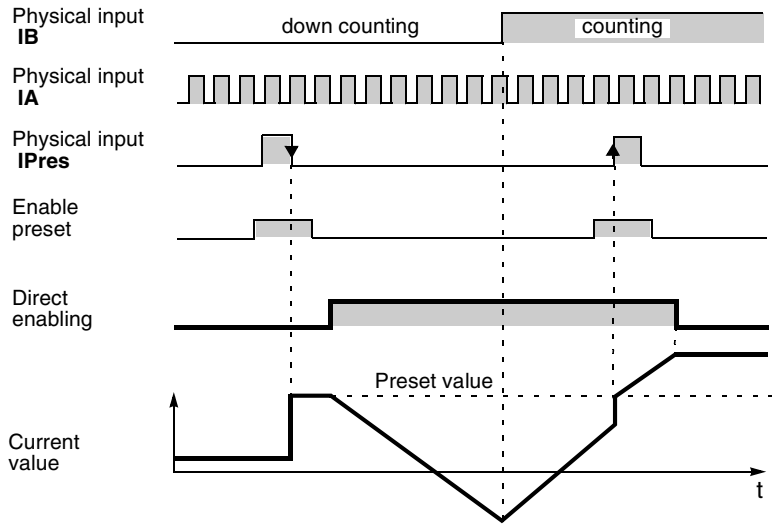 Physical input
IB
down counting
counting
Physical input
IA
Physical input
IPres
Enable
preset
Direct
enabling
Preset value
Current
value
t